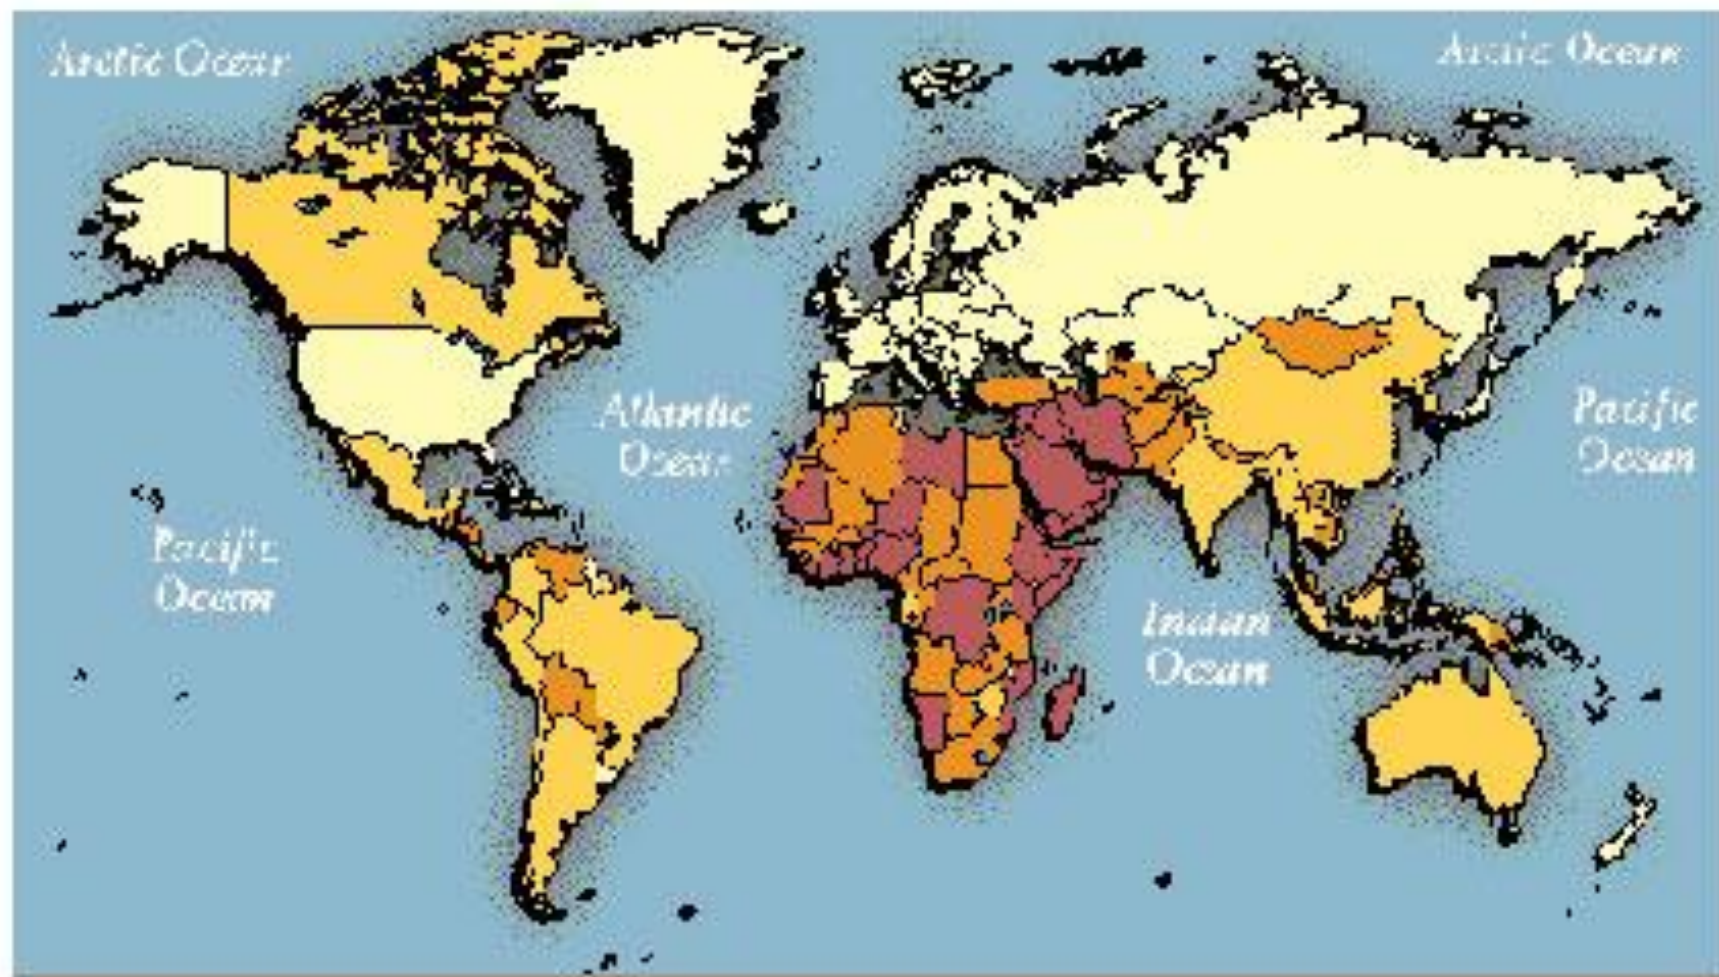 Arctic Ocean
Arctic Ocean
Atlantic
Ocean
Pacific
Ocean
Pacific
Ocean
Indian
Ocean